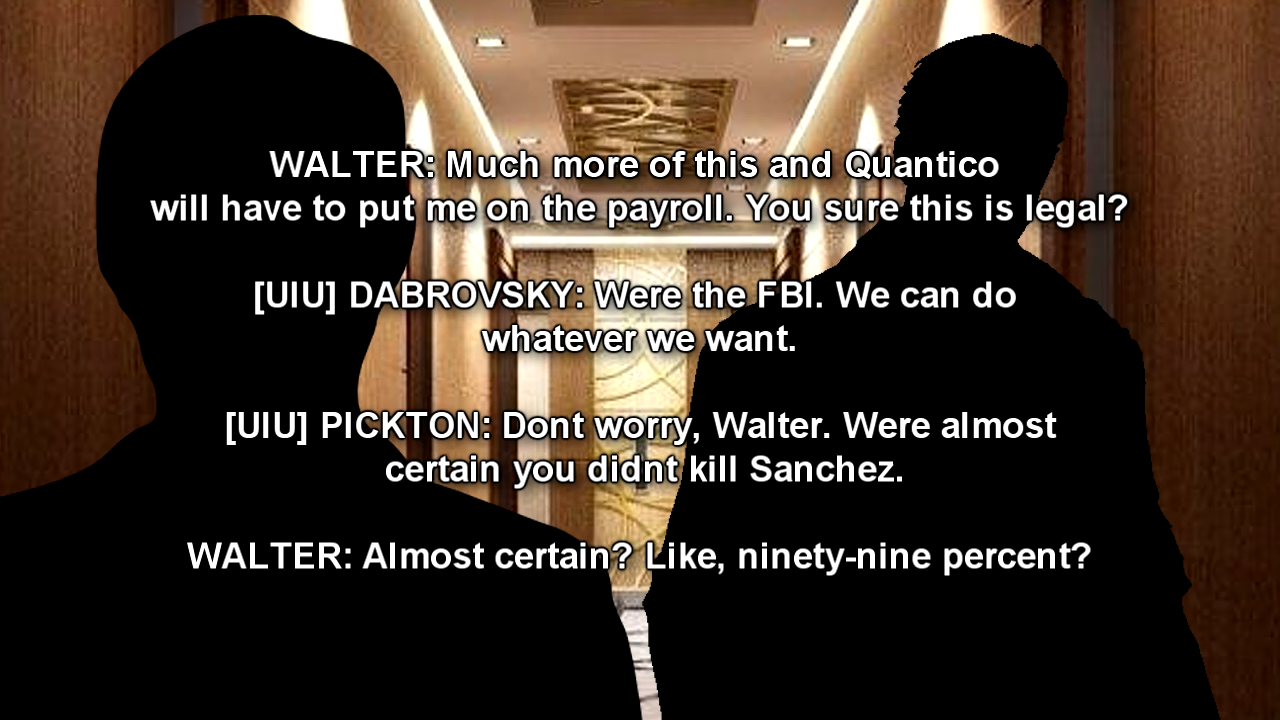 WALTER: Much more of this and Quantico
will have to put me on the payroll. You sure this is legal?
[UIU] DABROVSKY: Were the FBI. We can do
whatever we want.
[UIU] PICKTON: Dont worry, Walter. Were almost
certain you didnt kill Sanchez.
WALTER: Almost certain? Like, ninety-nine percent?